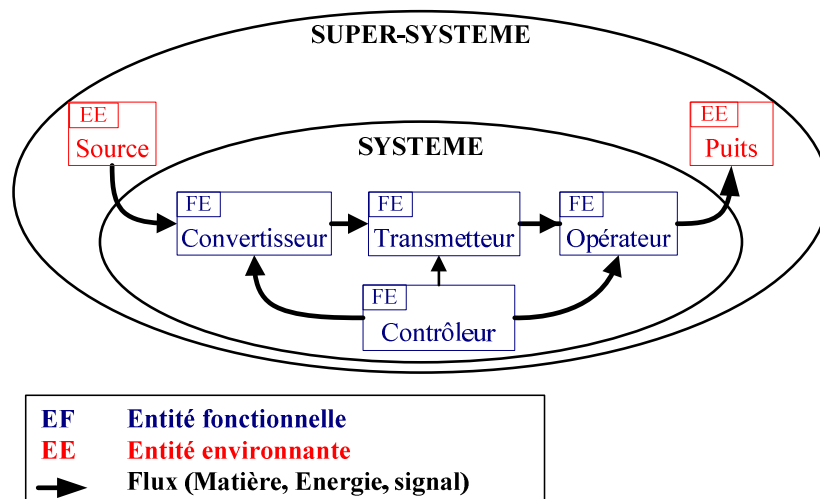 SUPER-SYSTEME
EE
Source
EE
Puits
SYSTEME
FE
Convertisseur
FE
Transmetteur
FE
Opérateur
FE
Contrôleur
EF Entité fonctionnelle
EE Entité environnante
Flux (Matière, Energie, signal)